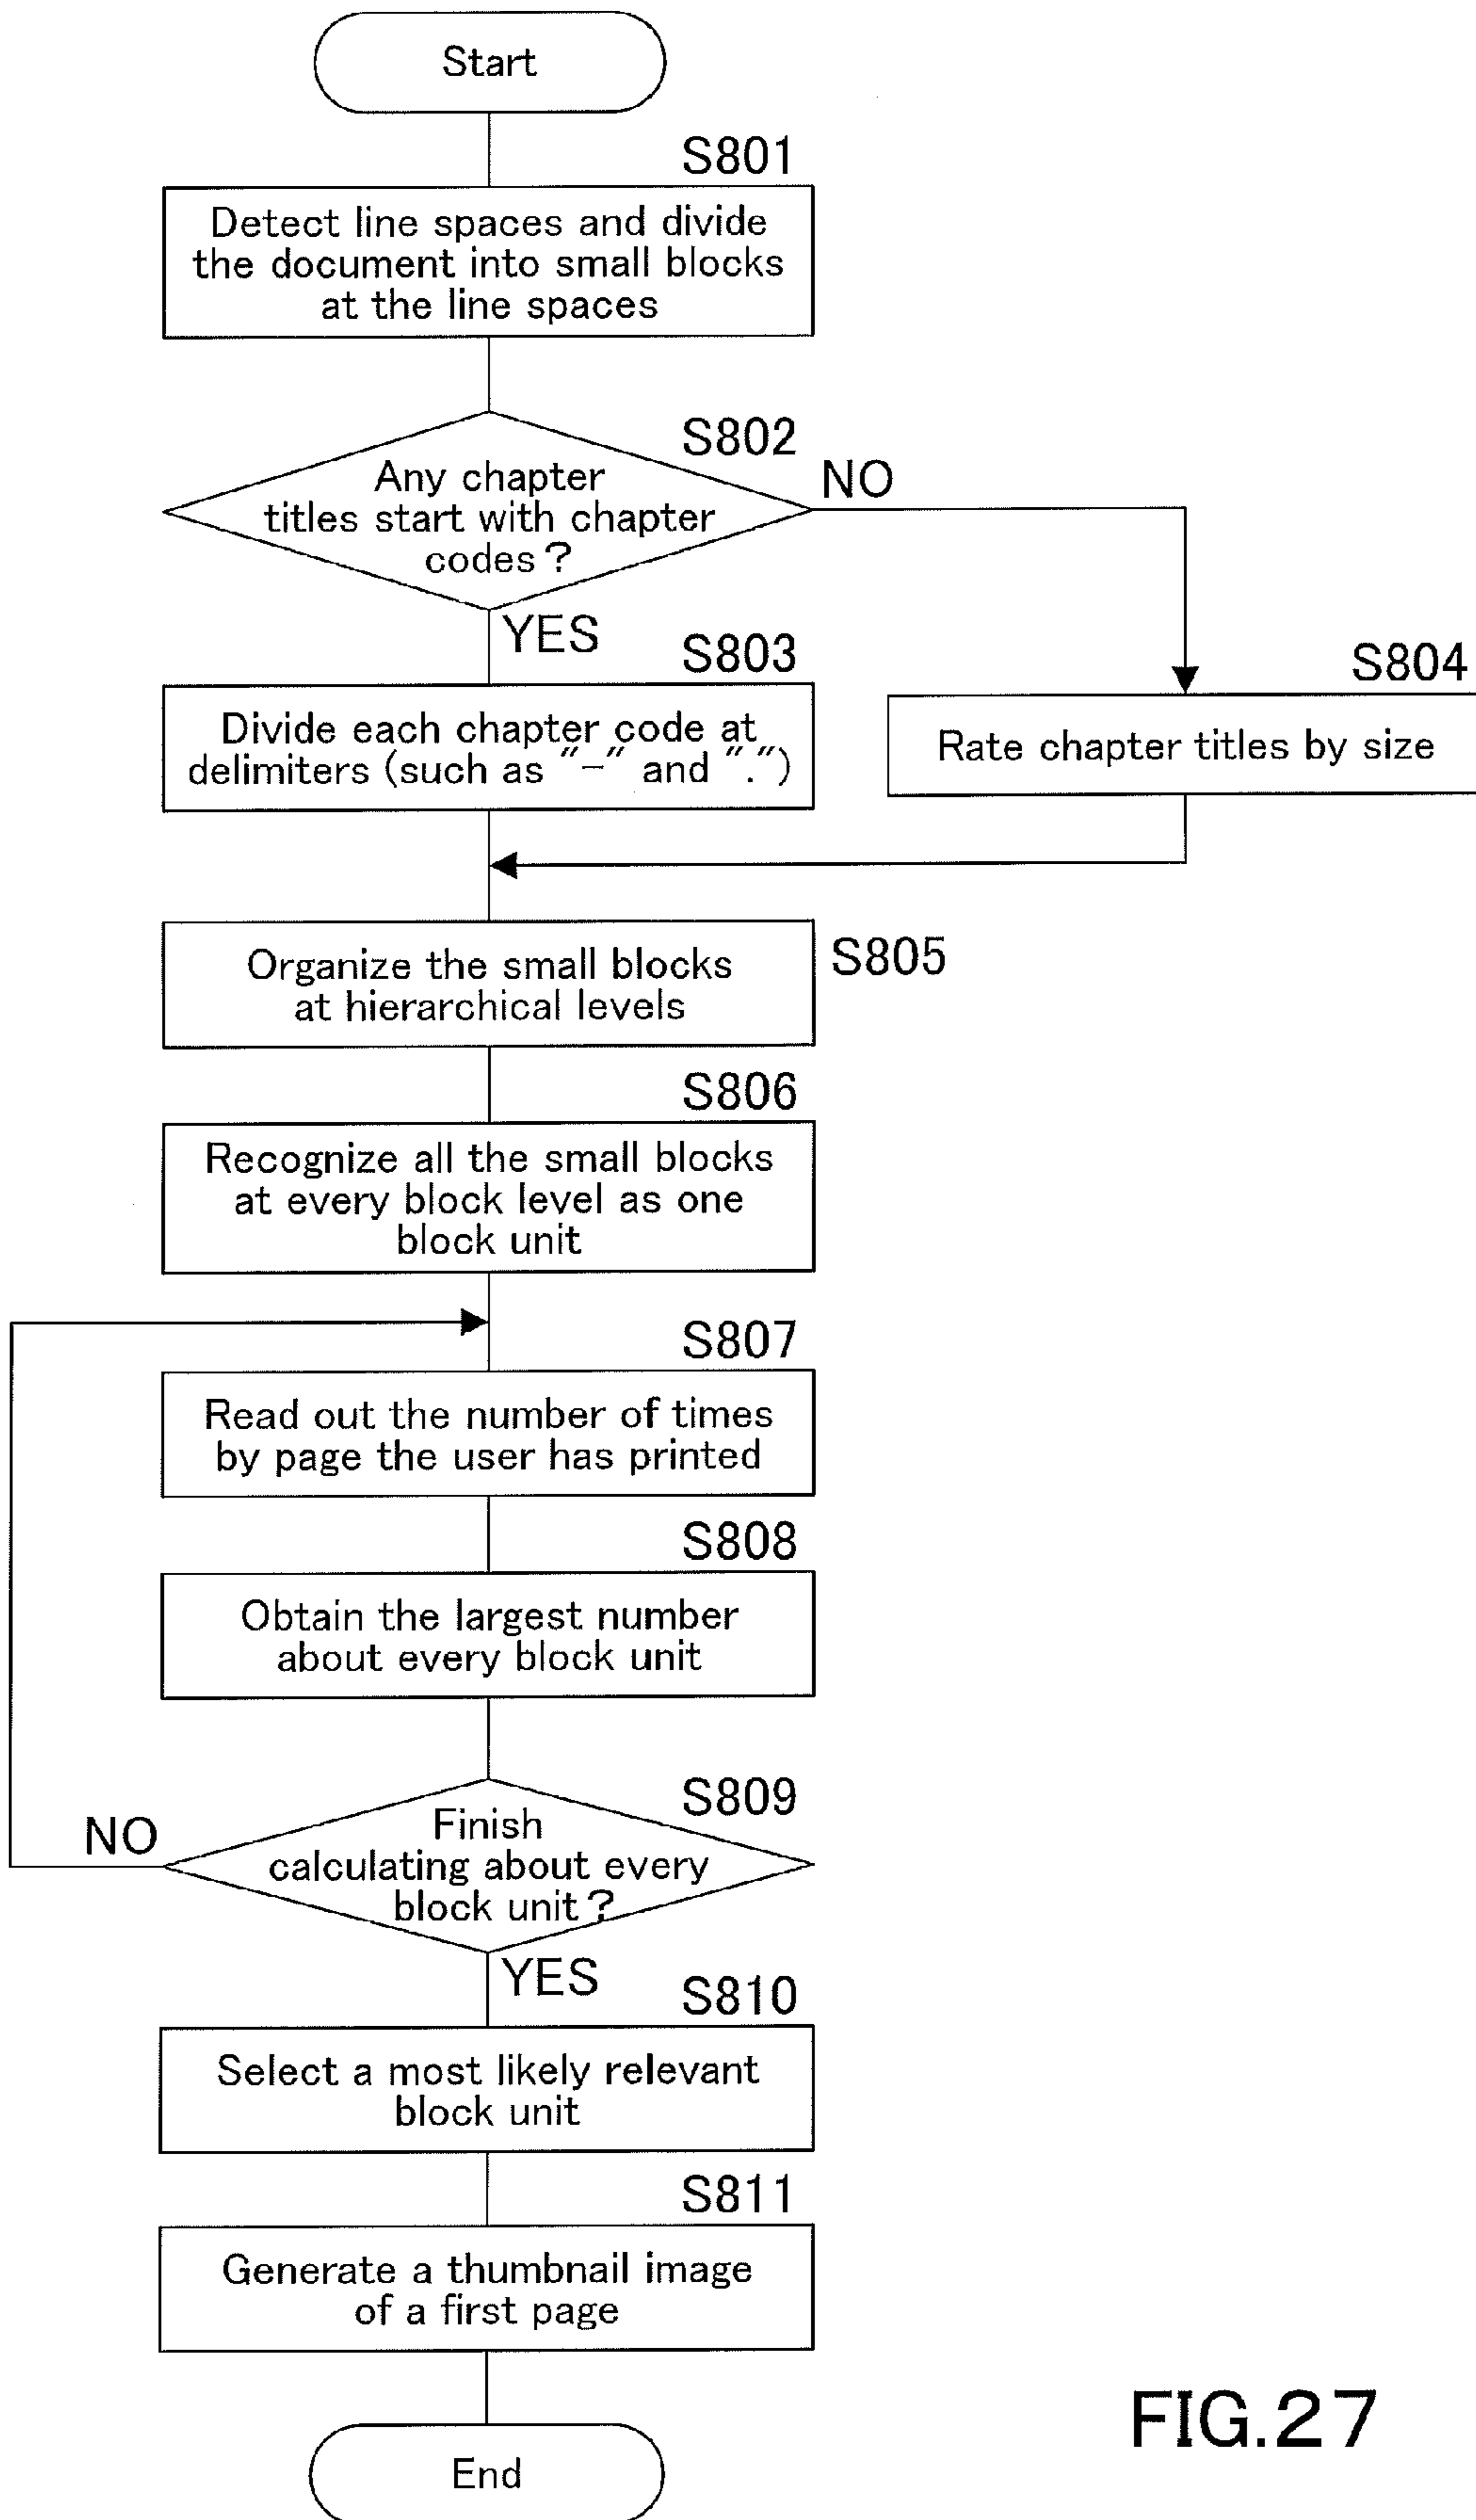 Start
S801
Detect line spaces and divide
the document into small blocks
at the line spaces
S802
Any chapter
titles start with chapter
codes?
NO
YES
S803
Divide each chapter code at
delimiters (such as "-" and ".")
S804
Rate chapter titles by size
Organize the small blocks
at hierarchical levels
S805
S806
Recognize all the small blocks
at every block level as one
block unit
S807
Read out the number of times
by page the user has printed
S808
Obtain the largest number
about every block unit
S809
Finish
calculating about every
block unit?
NO
YES
S810
Select a most likely relevant
block unit
S811
Generate a thumbnail image
of a first page
End
FIG.27